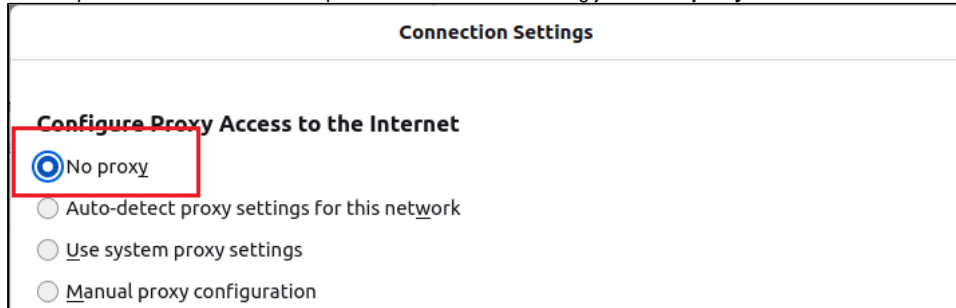 Connection Settings
Configure Proxy Access to the Internet
No proxy
Auto-detect proxy settings for this network
Use system proxy settings
Manual proxy configuration